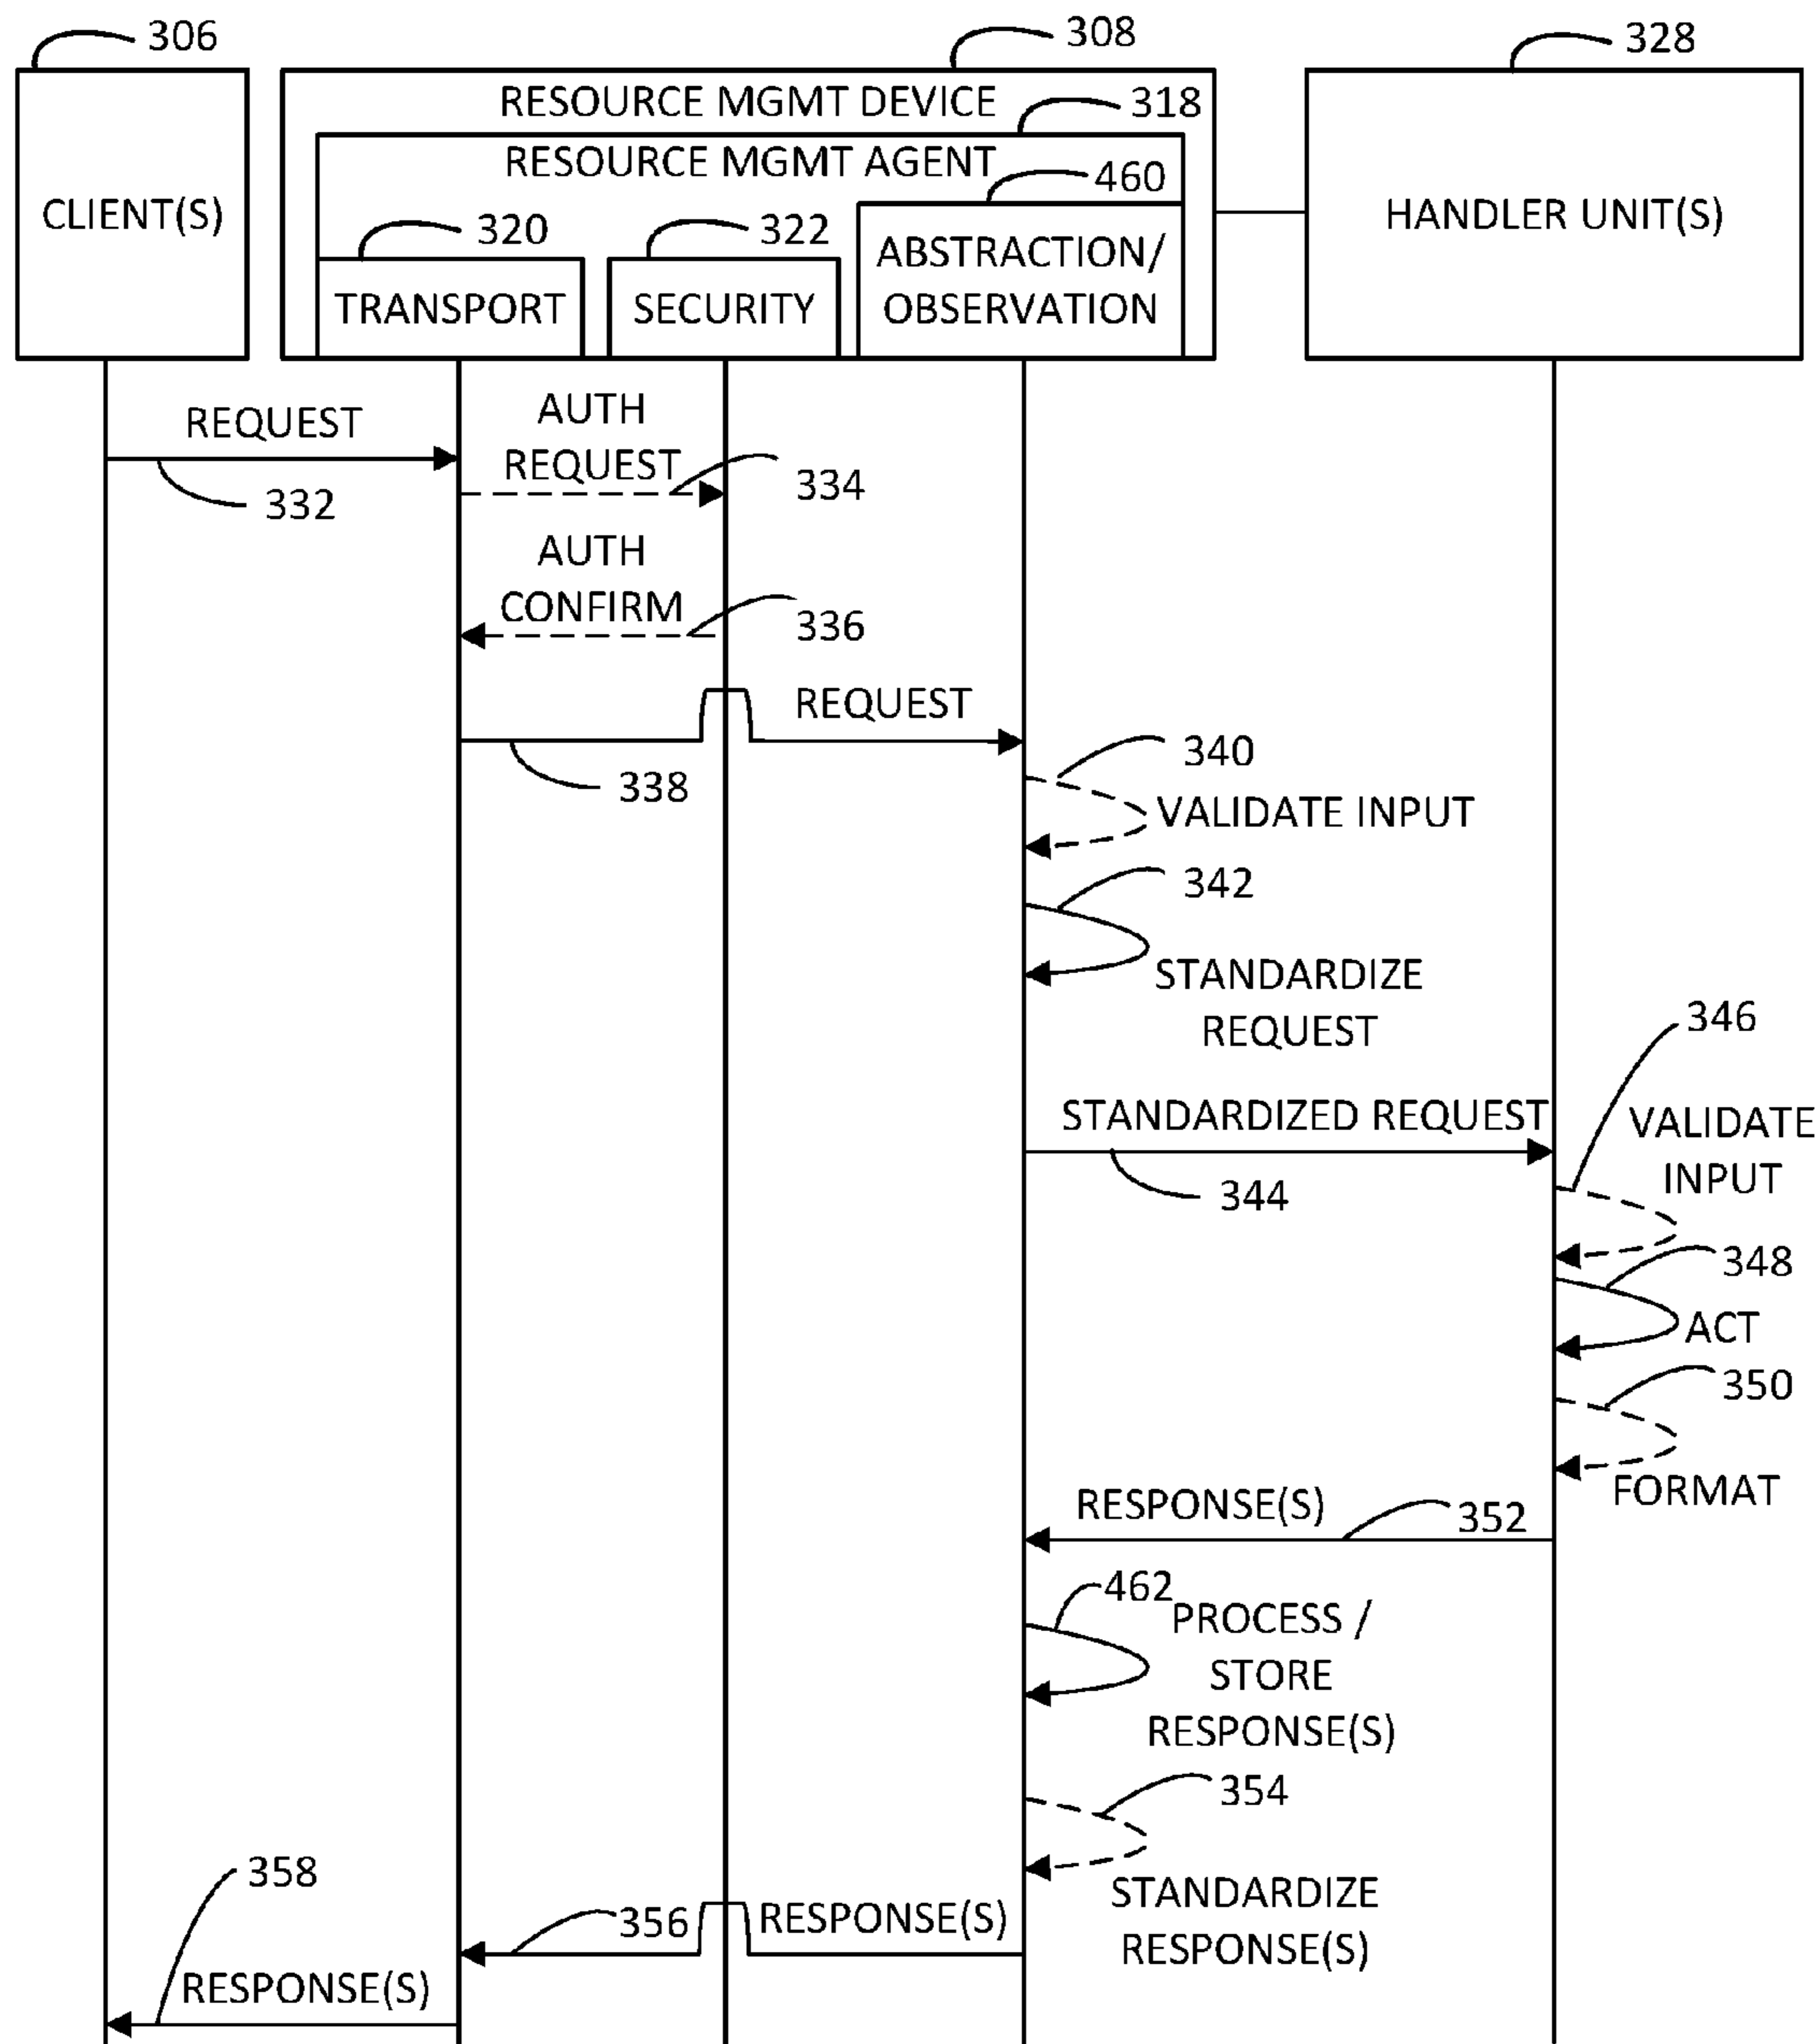 306
308
328
RESOURCE MGMT DEVICE
318
RESOURCE MGMT AGENT
460
CLIENT(S)
320
322
ABSTRACTION/
OBSERVATION
TRANSPORT
SECURITY
HANDLER UNIT(S)
REQUEST
332
AUTH
REQUEST
334
AUTH
CONFIRM
336
REQUEST
338
340
VALIDATE INPUT
342
STANDARDIZE
REQUEST
346
STANDARDIZED REQUEST
344
VALIDATE
INPUT
348
ACT
350
FORMAT
RESPONSE(S)
352
462
PROCESS /
STORE
RESPONSE(S)
354
STANDARDIZE
RESPONSE(S)
356
RESPONSE(S)
358
RESPONSE(S)